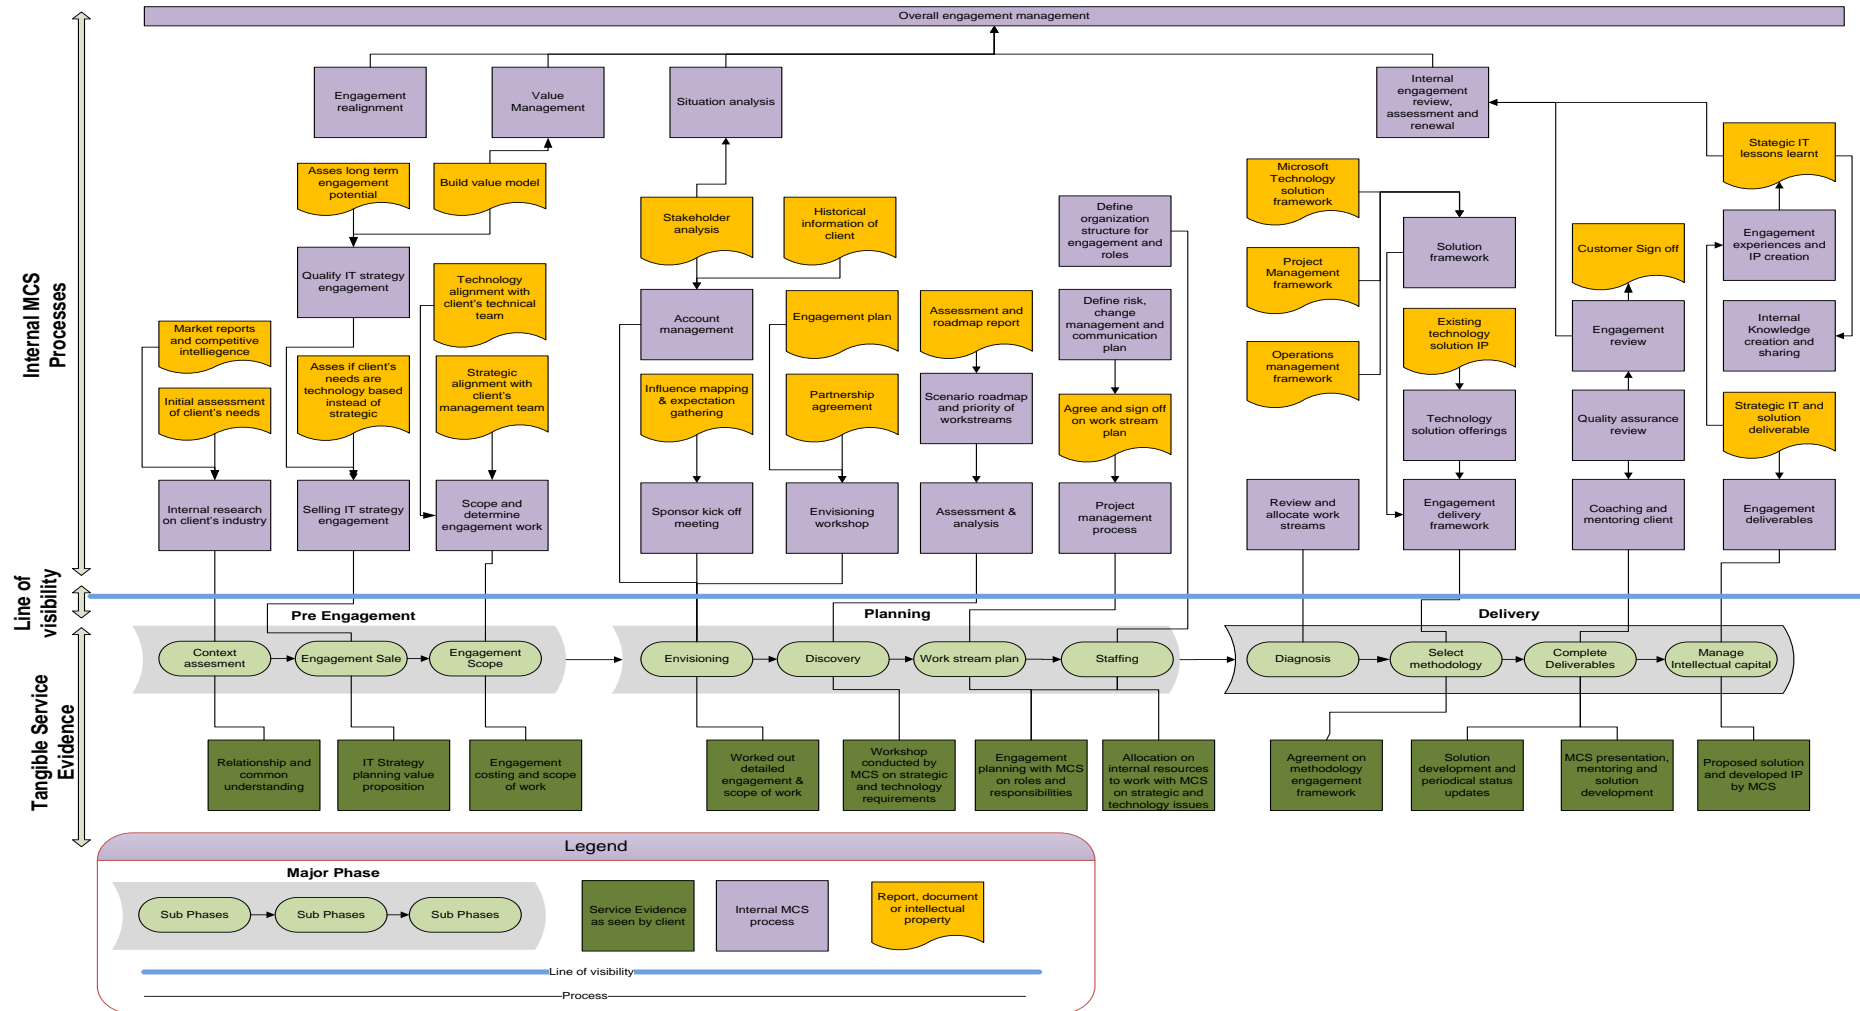 Overall engagement management
Engagement
realignment
Value
Management
Situation analysis
Internal
engagement
review,
assessment and
renewal
Asses long term
engagement
potential
Build value model
Stakeholder
analysis
Historical
information of
client
Define
organization
structure for
engagement and
roles
Microsoft
Technology
solution
framework
Stategic IT
lessons learnt
Qualify IT strategy
engagement
Technology
alignment with
client's technical
team
Project
Management
framework
Solution
framework
Customer Sign off
Engagement
experiences and
IP creation
Market reports
and competitive
intelliegence
Account
management
Engagement plan
Assessment and
roadmap report
Define risk,
change
management and
communication
plan
Operations
management
framework
Existing
technology
solution IP
Engagement
review
Internal
Knowledge
creation and
sharing
Initial assessment
of client's needs
Asses if client's
needs are
technology based
instead of
strategic
Strategic
alignment with
client's
management team
Influence mapping
& expectation
gathering
Partnership
agreement
Scenario roadmap
and priority of
workstreams
Agree and sign off
on work stream
plan
Technology
solution offerings
Quality assurance
review
Strategic IT and
solution
deliverable
Internal research
on client's industry
Selling IT strategy
engagement
Scope and
determine
engagement work
Sponsor kick off
meeting
Envisioning
workshop
Assessment &
analysis
Project
management
process
Review and
allocate work
streams
Engagement
delivery
framework
Coaching and
mentoring client
Engagement
deliverables
Internal MCS
Processes
Line of
visibility
Tangible Service
Evidence
Pre Engagement
Planning
Delivery
Context
assesment
Engagement Sale
Engagement
Scope
Envisioning
Discovery
Work stream plan
Staffing
Diagnosis
Select
methodology
Complete
Deliverables
Manage
Intellectual capital
Relationship and
common
understanding
IT Strategy
planning value
proposition
Engagement
costing and scope
of work
Worked out
detailed
engagement &
scope of work
Workshop
conducted by
MCS on strategic
and technology
requirements
Engagement
planning with MCS
on roles and
responsibilities
Allocation on
internal resources
to work with MCS
on strategic and
technology issues
Agreement on
methodology
engagement
framework
Solution
development and
periodical status
updates
MCS presentation,
mentoring and
solution
development
Proposed solution
and developed IP
by MCS
Legend
Major Phase
Sub Phases
Sub Phases
Sub Phases
Service Evidence
as seen by client
Internal MCS
process
Report, document
or intellectual
property
Line of visibility
Process